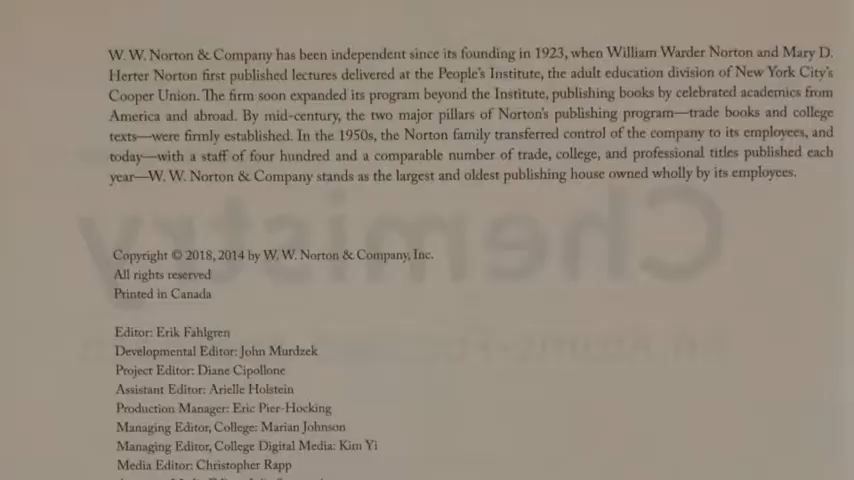 W. W. Norton & Company has been independent since its founding in 1923, when William Warder Norton and Mary D.
Herter Norton first published lectures delivered at the People's Institute, the adult education division of New York City's
Cooper Union. The firm soon expanded its program beyond the Institute, publishing books by celebrated academics from
America and abroad. By mid-century, the two major pillars of Norton's publishing program—trade books and college
texts—were firmly established. In the 1950s, the Norton family transferred control of the company to its employees, and
today—with a staff of four hundred and a comparable number of trade, college, and professional titles published each
year—W. W. Norton & Company stands as the largest and oldest publishing house owned wholly by its employees.
Chemistry
Copyright © 2018, 2014 by W. W. Norton & Company, Inc.
All rights reserved
Printed in Canada
Editor: Erik Fahlgren
Developmental Editor: John Murdzek
Project Editor: Diane Cipollone
Assistant Editor: Arielle Holstein
Production Manager: Eric Pier-Hocking
Managing Editor, College: Marian Johnson
Managing Editor, College Digital Media: Kim Yi
Media Editor: Christopher Rapp